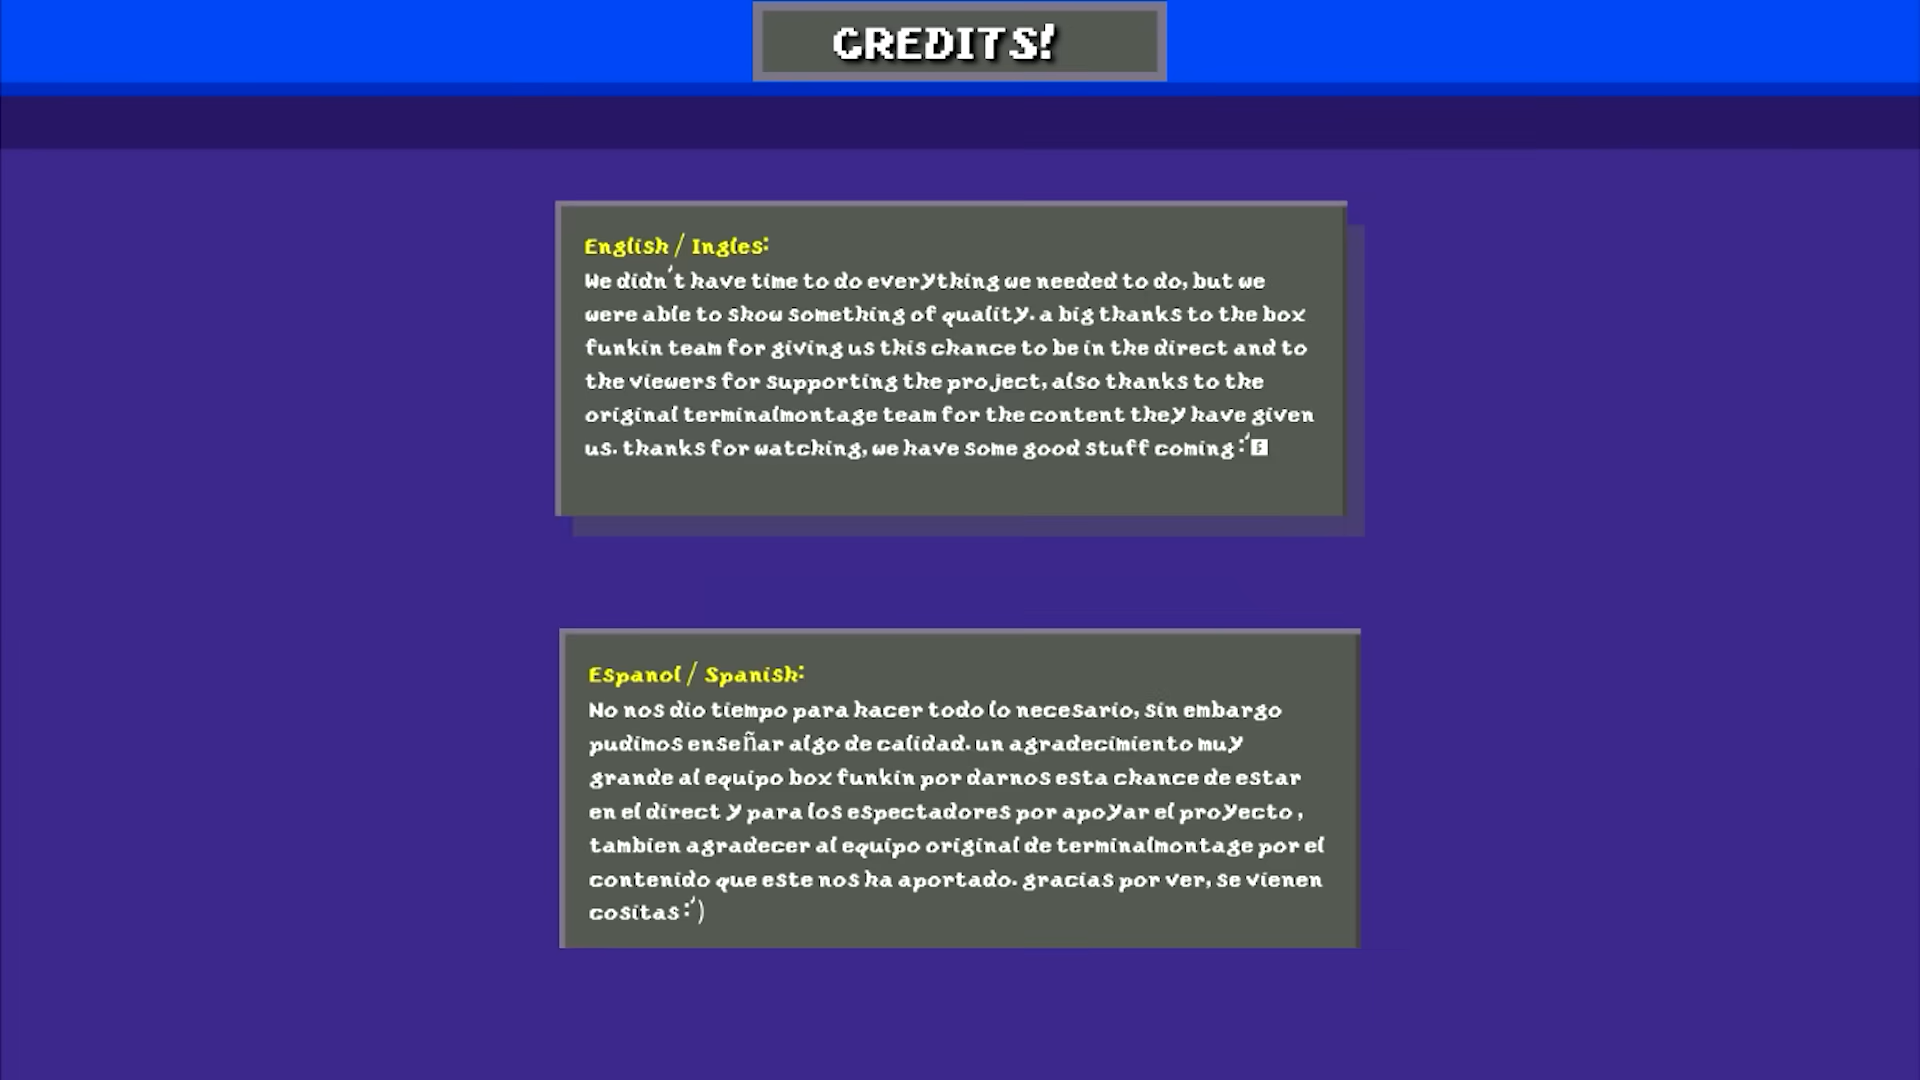 CREDITS!
English / Ingles:
We didn't have time to do everything we needed to do, but we
were able to show something of quality. a big thanks to the box
funkin team for giving us this chance to be in the direct and to
the viewers for supporting the project, also thanks to the
original terminalmontage team for the content they have given
us. thanks for watching, we have some good stuff coming :'
Espanol / Spanish:
No nos dio tiempo para hacer todo lo necesario, sin embargo
pudimos enseñar algo de calidad. un agradecimiento muy
grande al equipo box funkin por darnos esta chance de estar
en el direct y para los espectadores por apoyar el proyecto ,
tambien agradecer al equipo original de terminalmontage por el
contenido que este nos ha aportado. gracias por ver, se vienen
cositas :')